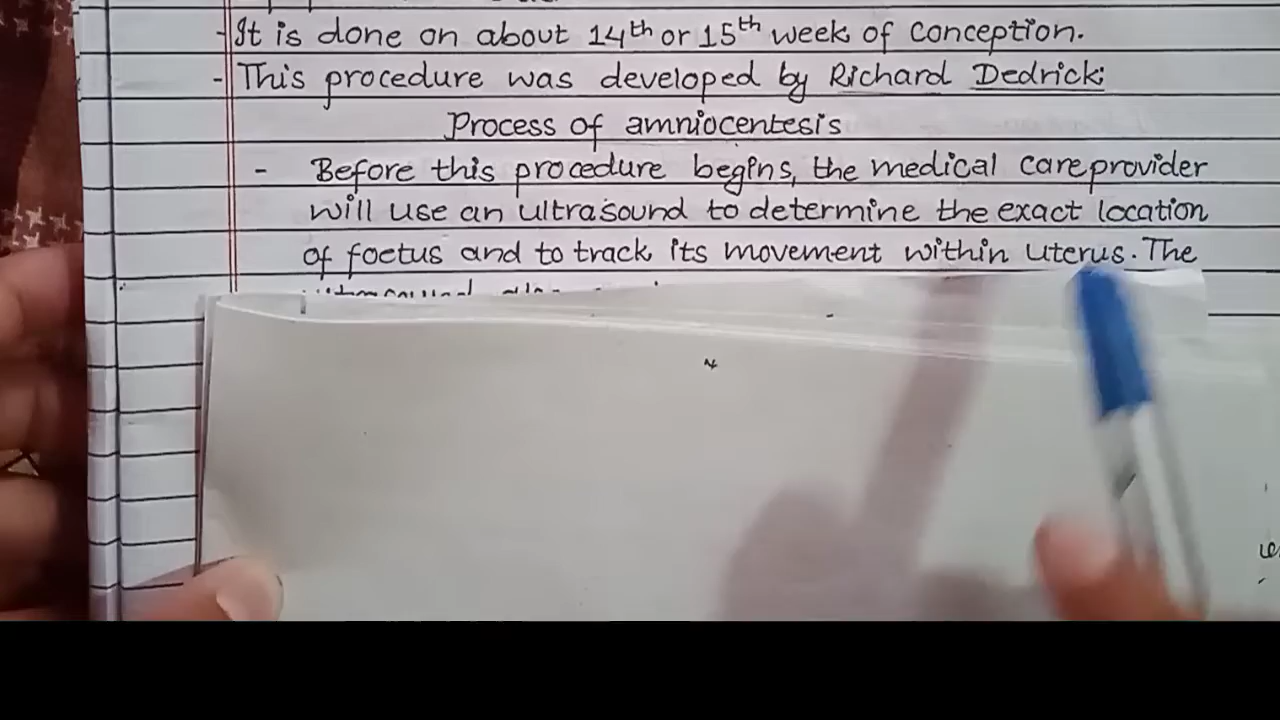 -It is done on about 14th or 15th week of conception.
- This procedure was developed by Richard Dedrick:
Process of amniocentesis
- Before this procedure begins, the medical care provider
will use an ultrasound to determine the exact location
of foetus and to track its movement within uterus. The